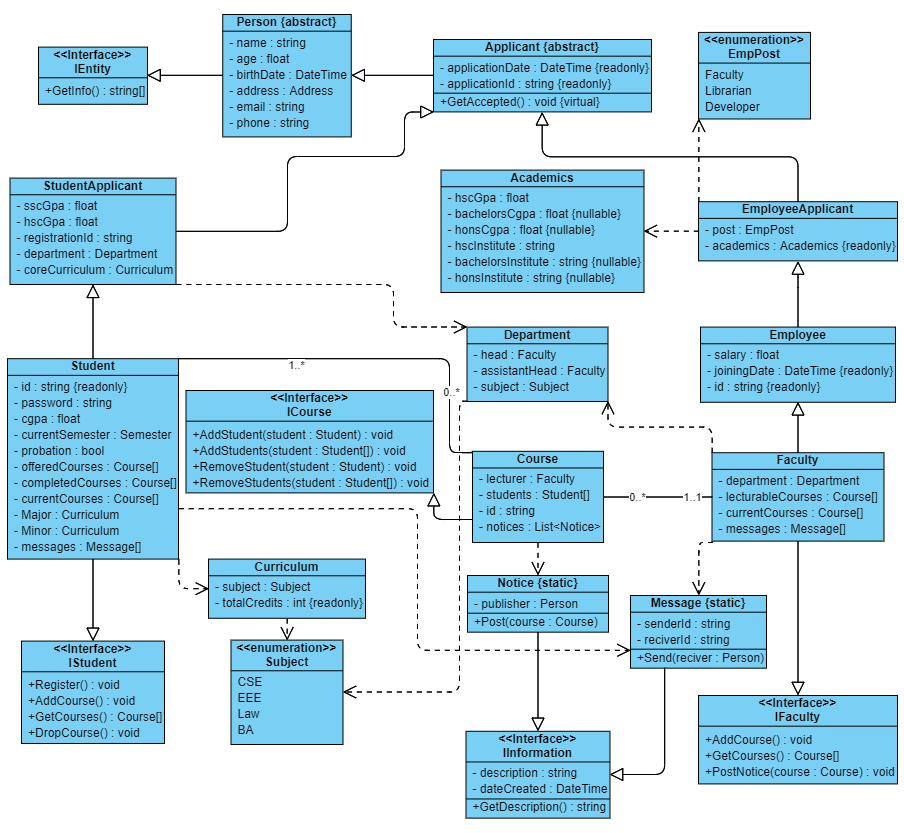 <<Interface>>
IEntity
+GetInfo() : string[]
Person {abstract}
- name : string
- age : float
- birthDate : DateTime
- address : Address
- email : string
- phone : string
Applicant {abstract}
- applicationDate : DateTime {readonly}
- applicationId : string {readonly}
+GetAccepted() : void {virtual}
<<enumeration>>
EmpPost
Faculty
Librarian
Developer
StudentApplicant
- sscGpa : float
- hscGpa : float
- registrationId : string
- department : Department
- coreCurriculum : Curriculum
Academics
- hscGpa : float
- bachelorsCgpa : float {nullable}
- honsCgpa : float {nullable}
- hscInstitute : string
- bachelorsInstitute : string {nullable}
- honsInstitute : string {nullable}
EmployeeApplicant
- post : EmpPost
- academics : Academics {readonly}
Department
- head : Faculty
- assistantHead : Faculty
- subject : Subject
Employee
- salary : float
- joiningDate : DateTime {readonly}
- id : string {readonly}
Student
- id : string {readonly}
- password : string
- cgpa : float
- currentSemester : Semester
- probation : bool
- offeredCourses : Course[]
- completedCourses : Course[]
- currentCourses : Course[]
- Major : Curriculum
- Minor : Curriculum
- messages : Message[]
1..*
0..*
<<Interface>>
ICourse
+AddStudent(student : Student) : void
+AddStudents(student : Student[]) : void
+RemoveStudent(student : Student) : void
+RemoveStudents(student : Student[]) : void
Course
- lecturer : Faculty
- students : Student[]
- id : string
- notices : List<Notice>
0..*
1..1
Faculty
- department : Department
- lecturableCourses : Course[]
- currentCourses : Course[]
- messages : Message[]
Curriculum
- subject : Subject
- totalCredits : int {readonly}
Notice {static}
- publisher : Person
+Post(course : Course)
Message {static}
- senderId : string
- reciverId : string
+Send(reciver : Person)
<<Interface>>
IStudent
+Register() : void
+AddCourse() : void
+GetCourses() : Course[]
+DropCourse() : void
<<enumeration>>
Subject
CSE
EEE
Law
BA
<<Interface>>
IInformation
- description : string
- dateCreated : DateTime
+GetDescription() : string
<<Interface>>
IFaculty
+AddCourse() : void
+GetCourses() : Course[]
+PostNotice(course : Course) : void